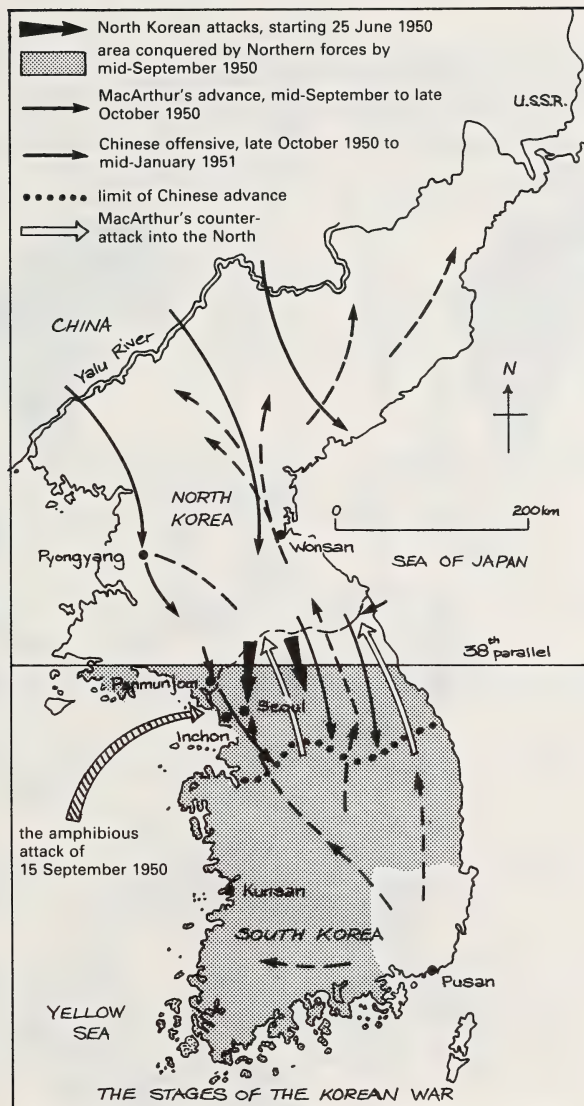 North Korean attacks, starting 25 June 1950
area conquered by Northern forces by
mid-September 1950
MacArthur's advance, mid-September to late
October 1950
Chinese offensive, late October 1950 to
mid-January 1951
limit of Chinese advance
MacArthur's counter-
attack into the North
U.S.S.R.
CHINA
Yalu River
N
NORTH
KOREA
0 200km
Wonsan
Pyongyang
SEA OF JAPAN
38th parallel
Panmunjom
Seoul
Inchon
the amphibious
attack of
15 September 1950
Kunsan
SOUTH KOREA
Pusan
YELLOW
SEA
THE STAGES OF THE KOREAN WAR